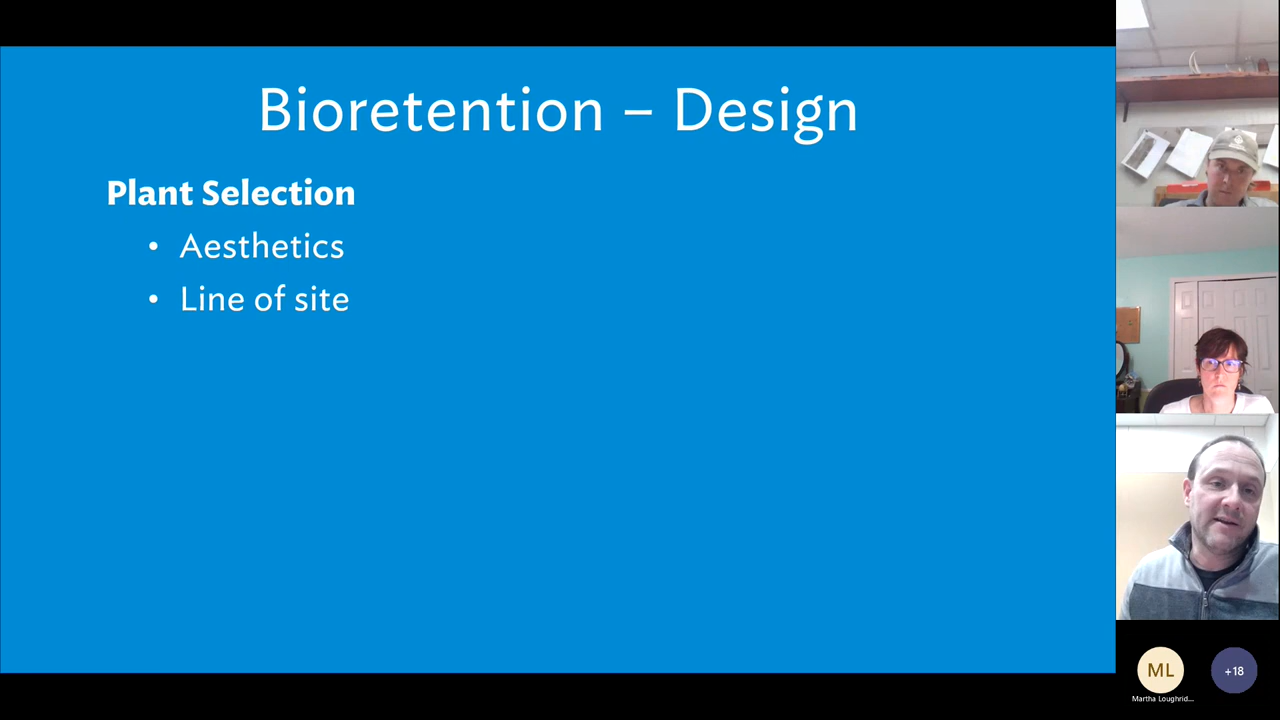 Bioretention – Design
Plant Selection
• Aesthetics
• Line of site
ML
+18
Martha Loughrid...